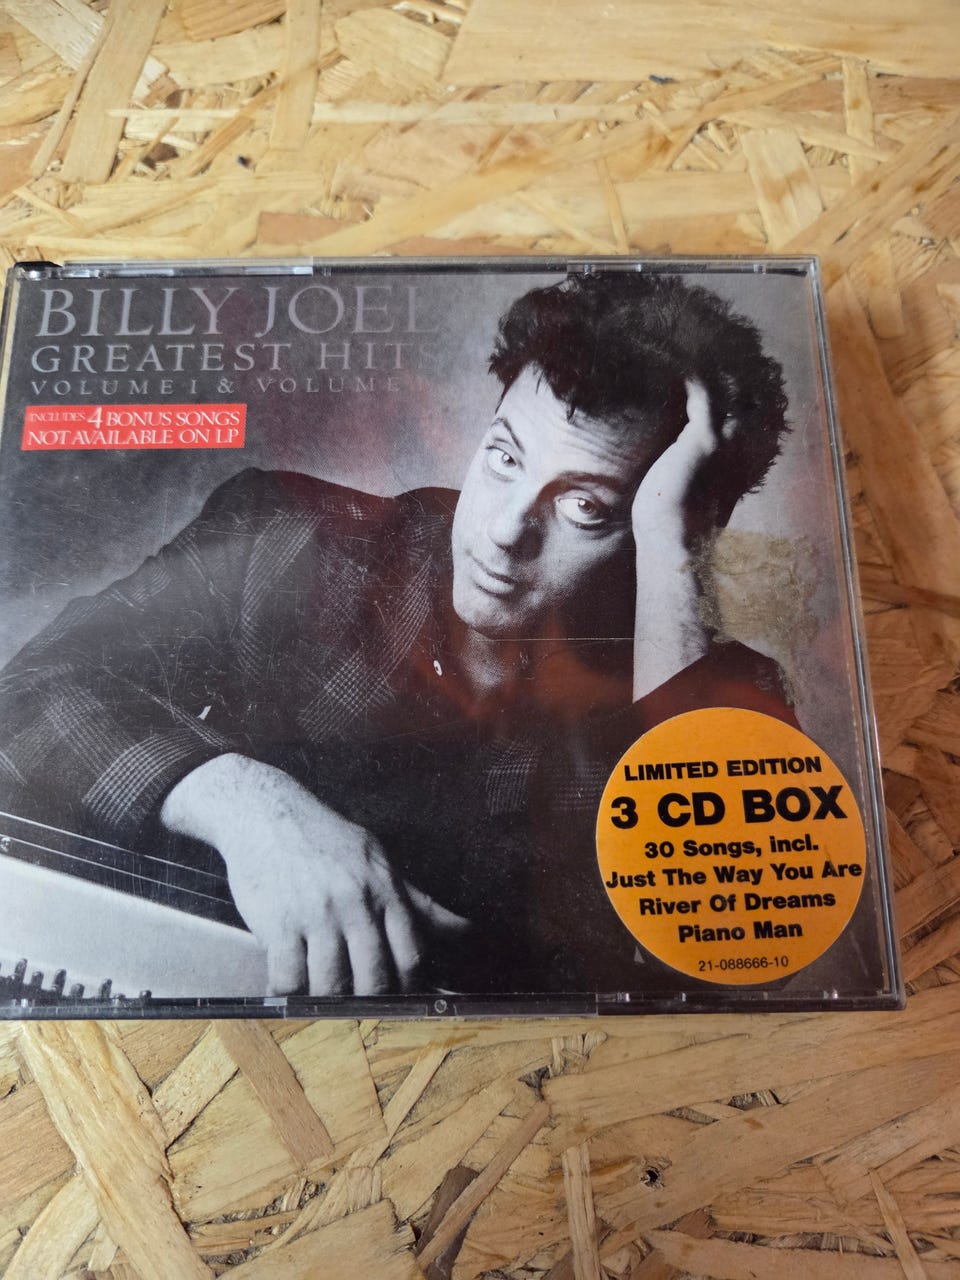 BILLY JOEL
GREATEST HITS
VOLUME I & VOLUME
INCLUDES 4 BONUS SONGS
NOT AVAILABLE ON LP
LIMITED EDITION
3 CD BOX
30 Songs, incl.
Just The Way You Are
River Of Dreams
Piano Man
21-088666-10